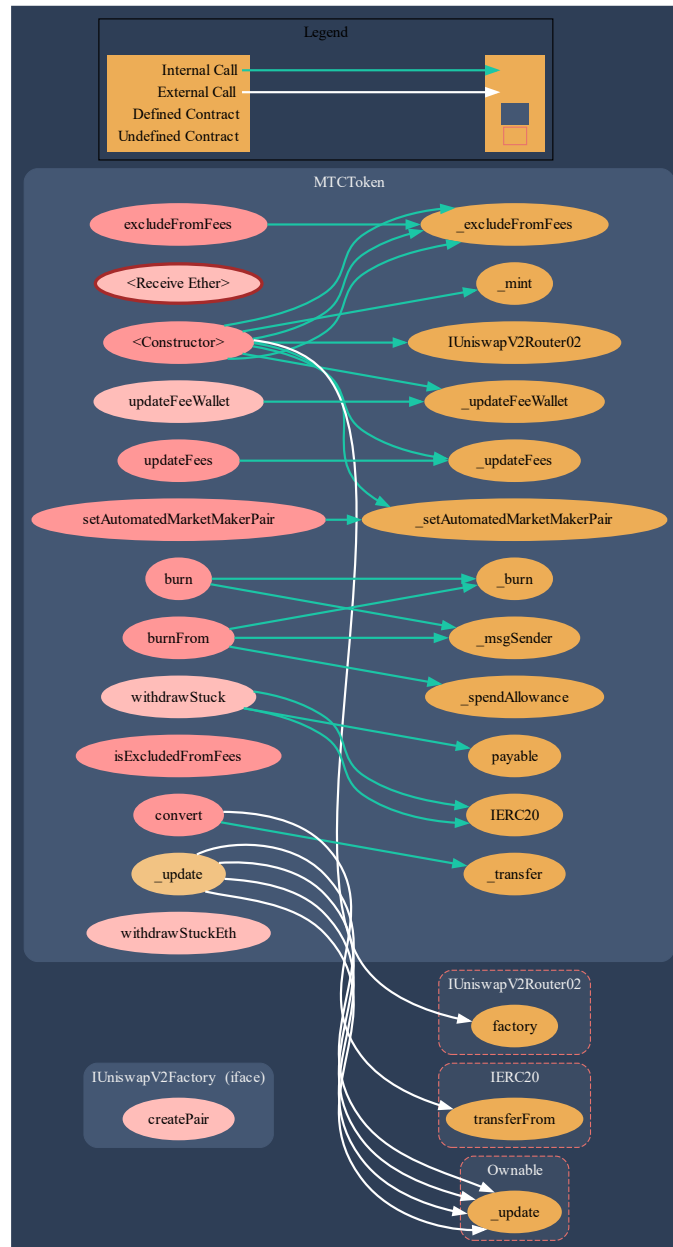 Legend
Internal Call
External Call
Defined Contract
Undefined Contract
MTCToken
excludeFromFees
_excludeFromFees
<Receive Ether>
_mint
<Constructor>
IUniswapV2Router02
updateFeeWallet
_updateFeeWallet
updateFees
_updateFees
setAutomatedMarketMakerPair
_setAutomatedMarketMakerPair
burn
_burn
burnFrom
_msgSender
withdrawStuck
_spendAllowance
isExcludedFromFees
payable
convert
IERC20
_update
_transfer
withdrawStuckEth
IUniswapV2Router02
factory
IUniswapV2Factory (iface)
IERC20
createPair
transferFrom
Ownable
_update